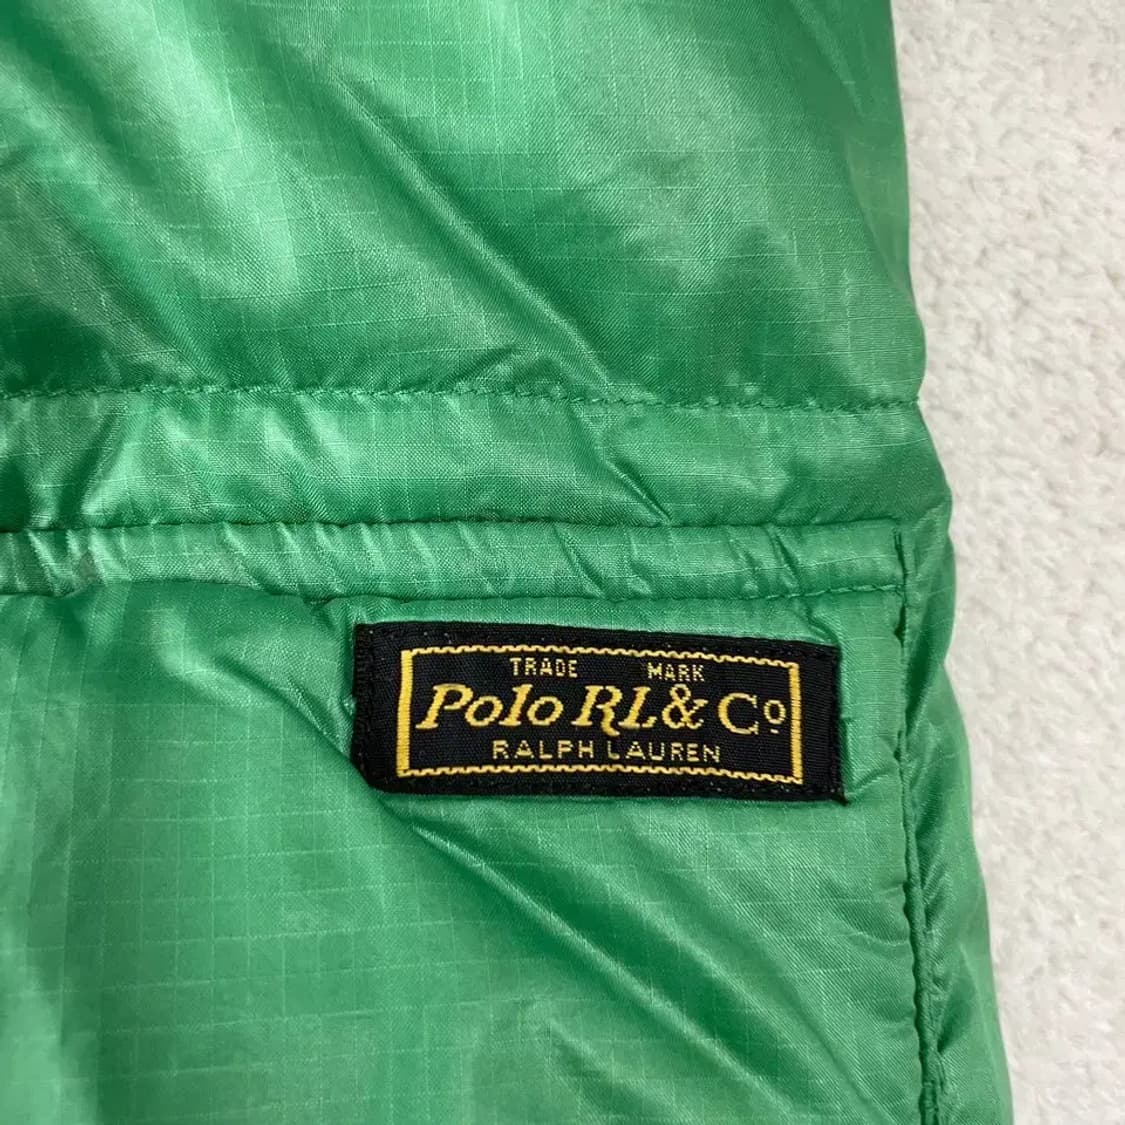 TRADE MARK
Polo RL & Cº
RALPH LAUREN